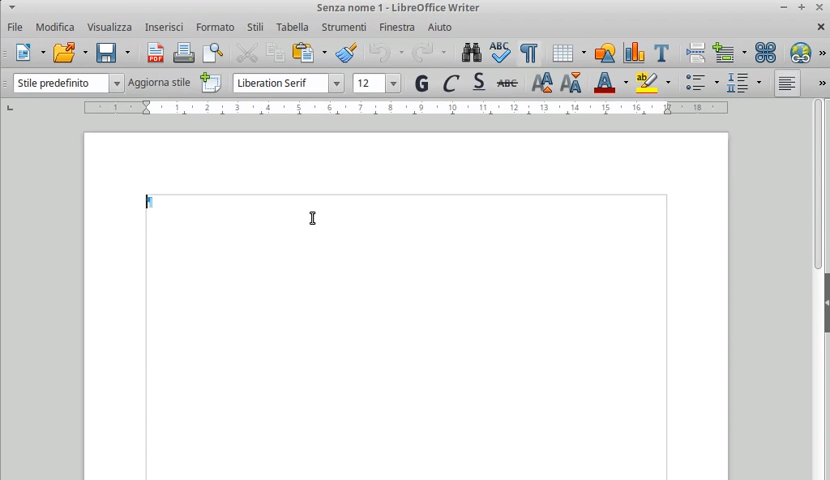 Senza nome 1 - LibreOffice Writer
File Modifica Visualizza Inserisci Formato Stili Tabella Strumenti Finestra Aiuto
Stile predefinito Aggiorna stile Liberation Serif 12 G C S ABC
1 1 2 3 4 5 6 7 8 9 10 11 12 13 14 15 16 17 18
¶